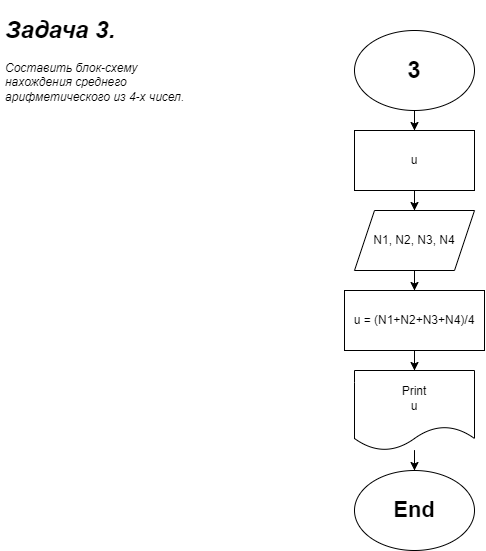 Задача 3.
Составить блок-схему
нахождения среднего
арифметического из 4-х чисел.
3
u
N1, N2, N3, N4
u = (N1+N2+N3+N4)/4
Print
u
End